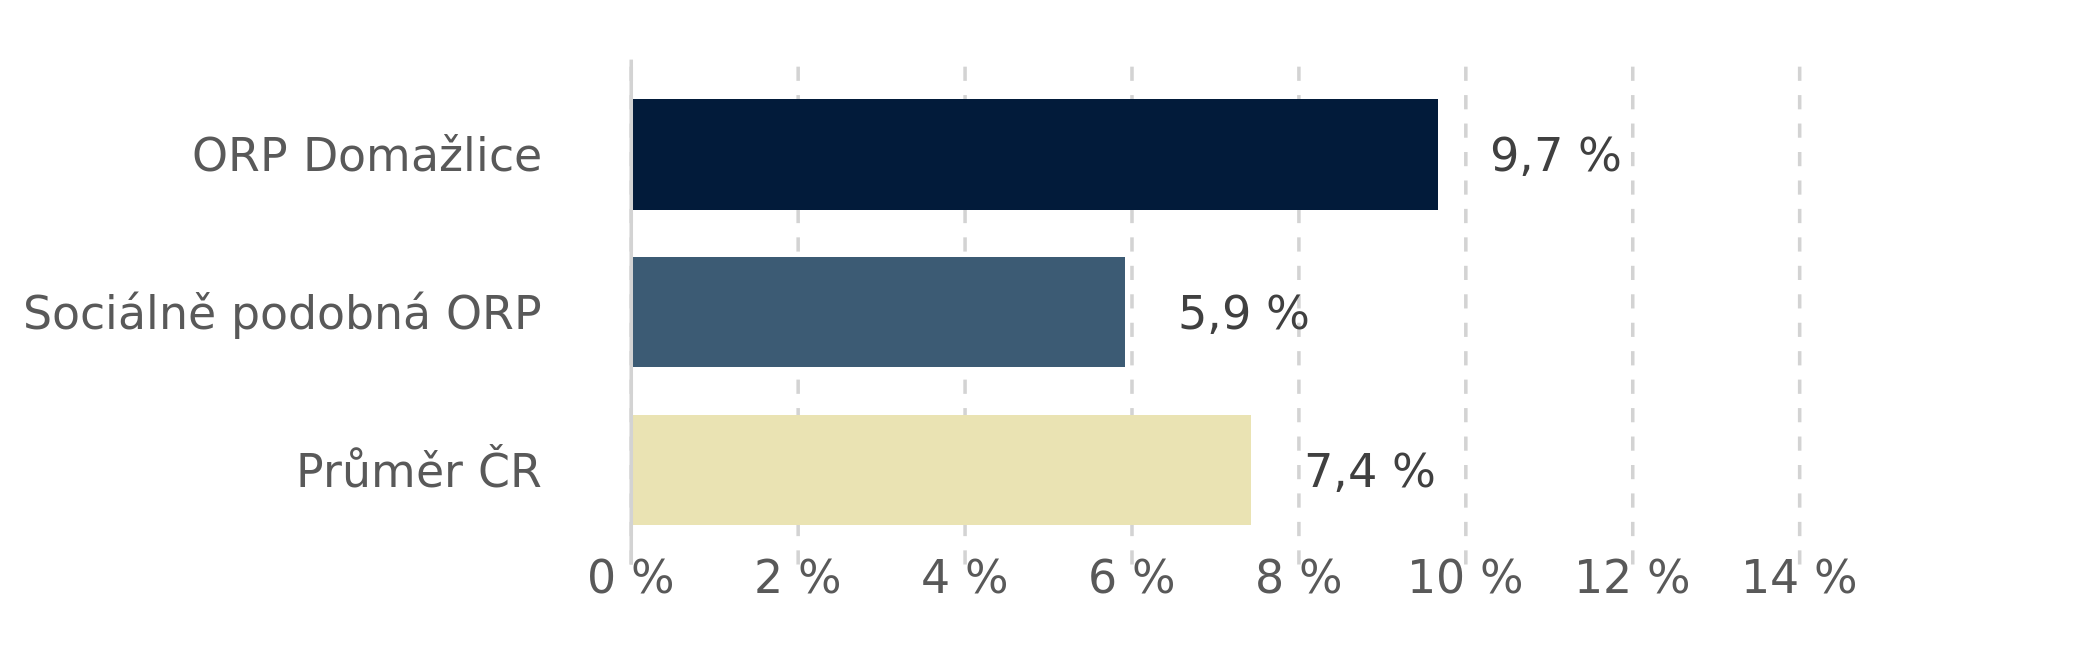 ORP Domažlice 9,7 %
Sociálně podobná ORP 5,9 %
Průměr ČR 7,4 %
0 % 2 % 4 % 6 % 8 % 10 % 12 % 14 %